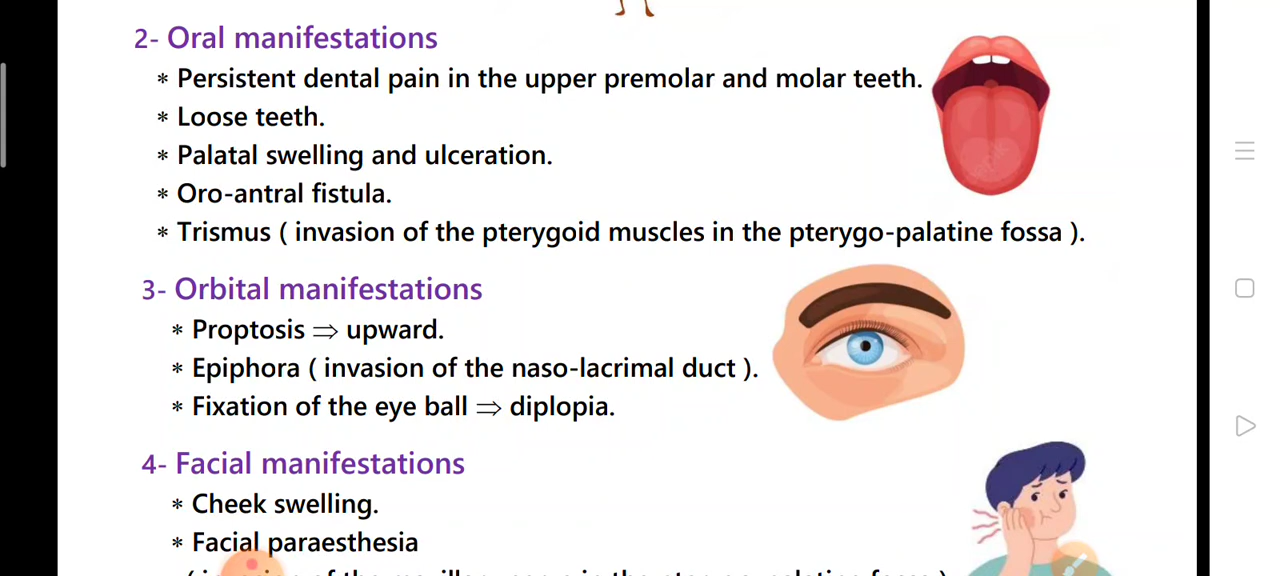 2- Oral manifestations
* Persistent dental pain in the upper premolar and molar teeth.
* Loose teeth.
* Palatal swelling and ulceration.
* Oro-antral fistula.
* Trismus ( invasion of the pterygoid muscles in the pterygo-palatine fossa ).
3- Orbital manifestations
* Proptosis ⇒ upward.
* Epiphora ( invasion of the naso-lacrimal duct ).
* Fixation of the eye ball ⇒ diplopia.
4- Facial manifestations
* Cheek swelling.
* Facial paraesthesia